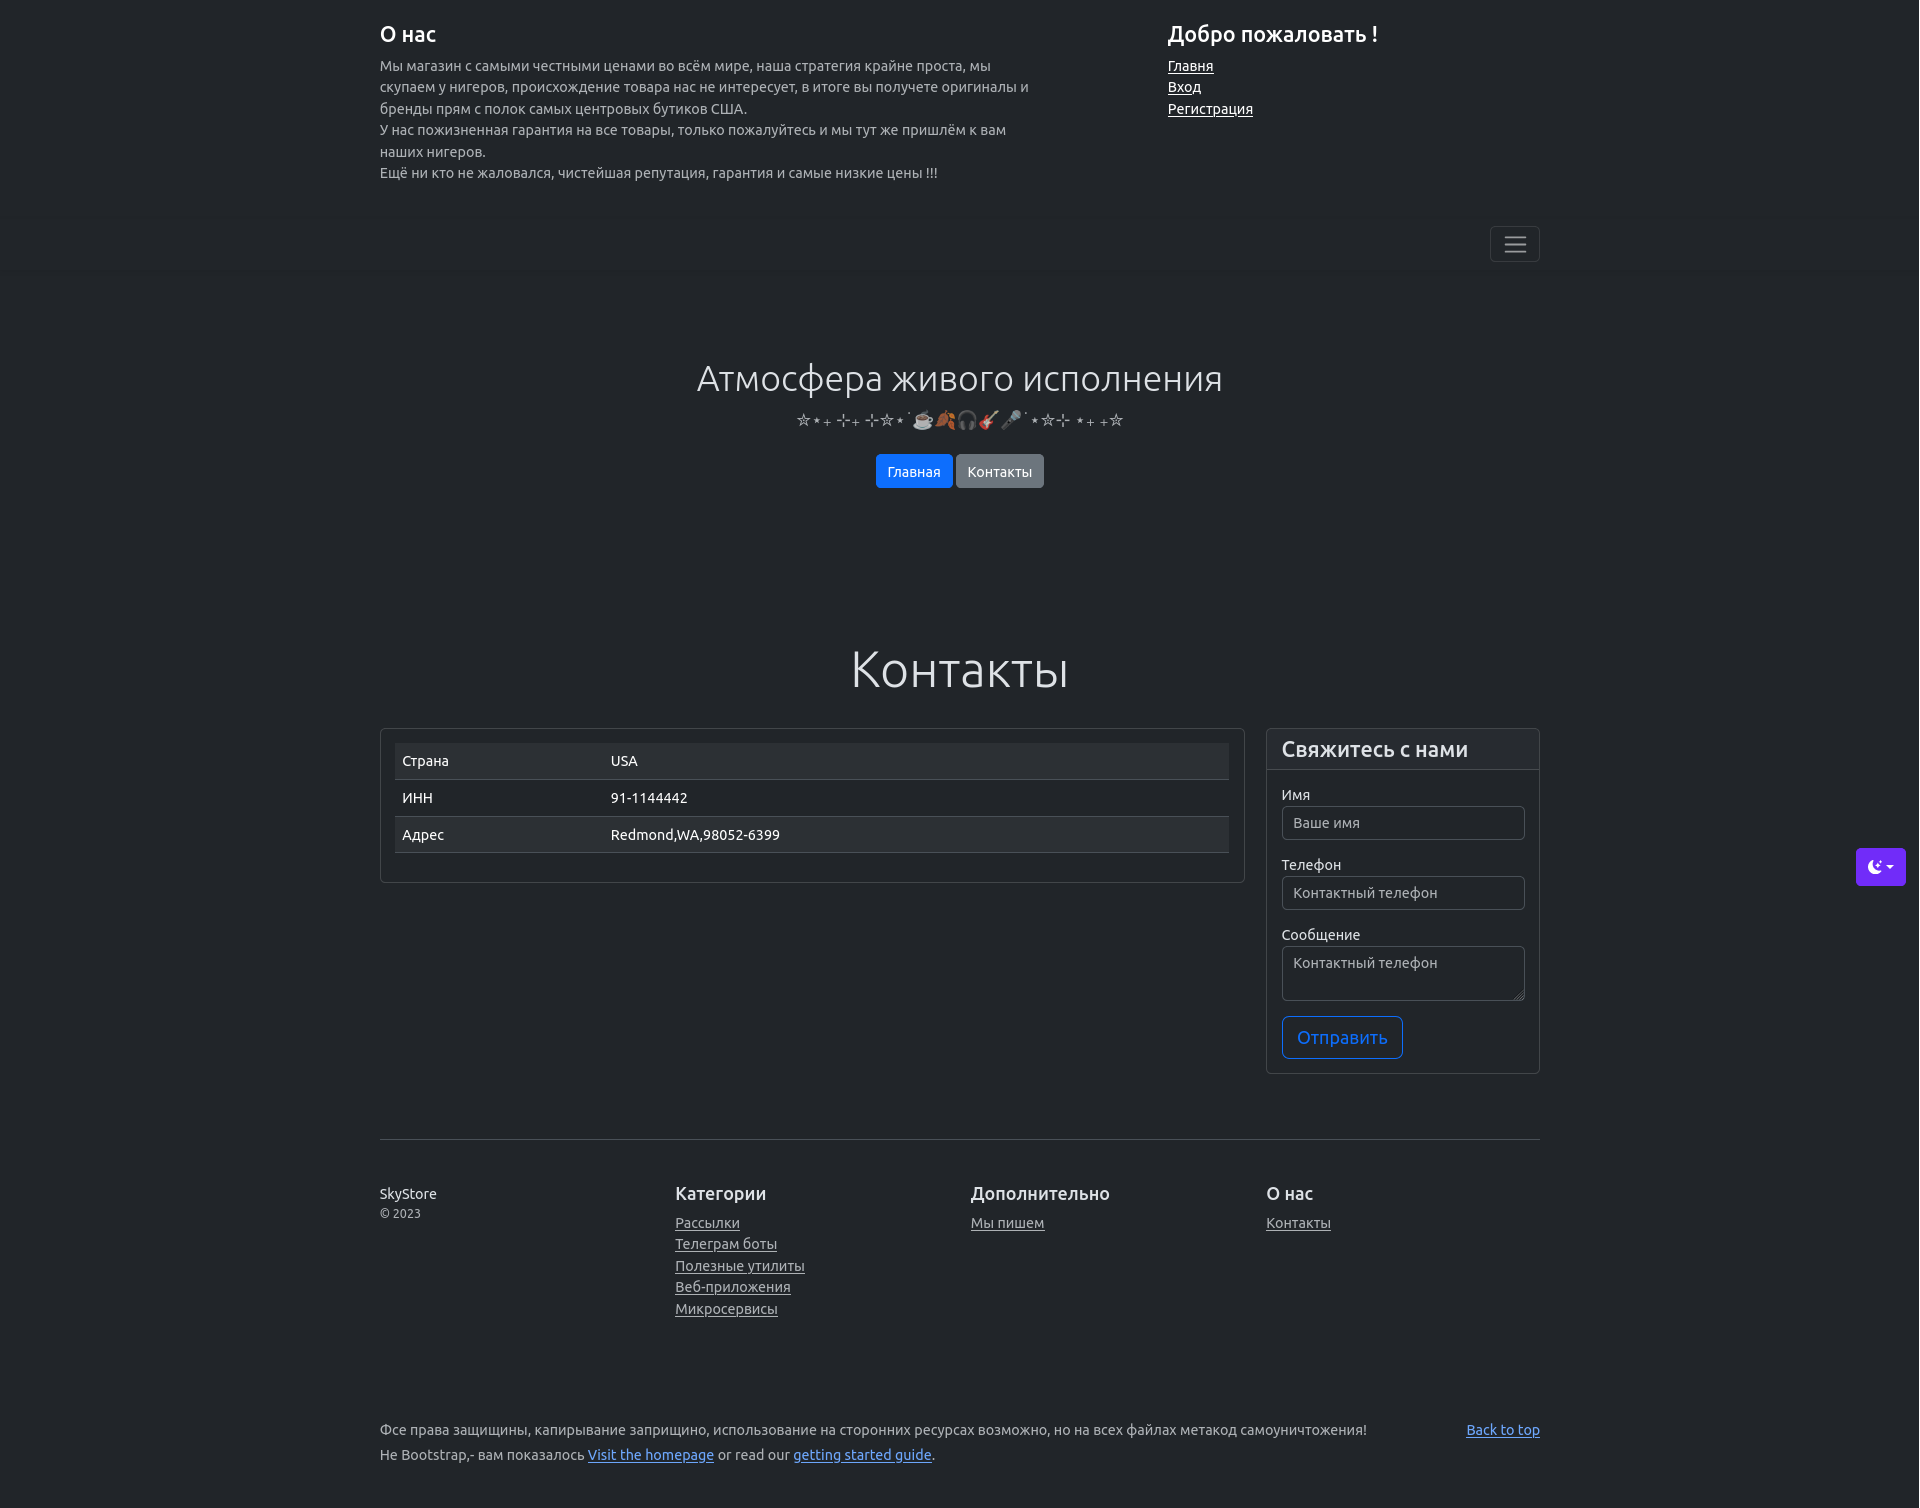 О нас
Мы магазин с самыми честными ценами во всём мире, наша стратегия крайне проста, мы
скупаем у нигеров, происхождение товара нас не интересует, в итоге вы получете оригиналы и
бренды прям с полок самых центровых бутиков США.
У нас пожизненная гарантия на все товары, только пожалуйтесь и мы тут же пришлём к вам
наших нигеров.
Ещё ни кто не жаловался, чистейшая репутация, гарантия и самые низкие цены !!!
Добро пожаловать !
Главня
Вход
Регистрация
Атмосфера живого исполнения
✮⋆₊ ⊹₊ ⊹✮⋆˙☕🍂🎧🎸🎤˙⋆✮⊹ ⋆₊ ₊✮
Главная Контакты
Контакты
Страна USA
ИНН 91-1144442
Адрес Redmond,WA,98052-6399
Свяжитесь с нами
Имя
Ваше имя
Телефон
Контактный телефон
Сообщение
Контактный телефон
Отправить
SkyStore
© 2023
Категории
Рассылки
Телеграм боты
Полезные утилиты
Веб-приложения
Микросервисы
Дополнительно
Мы пишем
О нас
Контакты
Фсе права защищины, капирывание заприщино, использование на сторонних ресурсах возможно, но на всех файлах метакод самоуничтожения!
Back to top
Не Bootstrap,- вам показалось Visit the homepage or read our getting started guide.